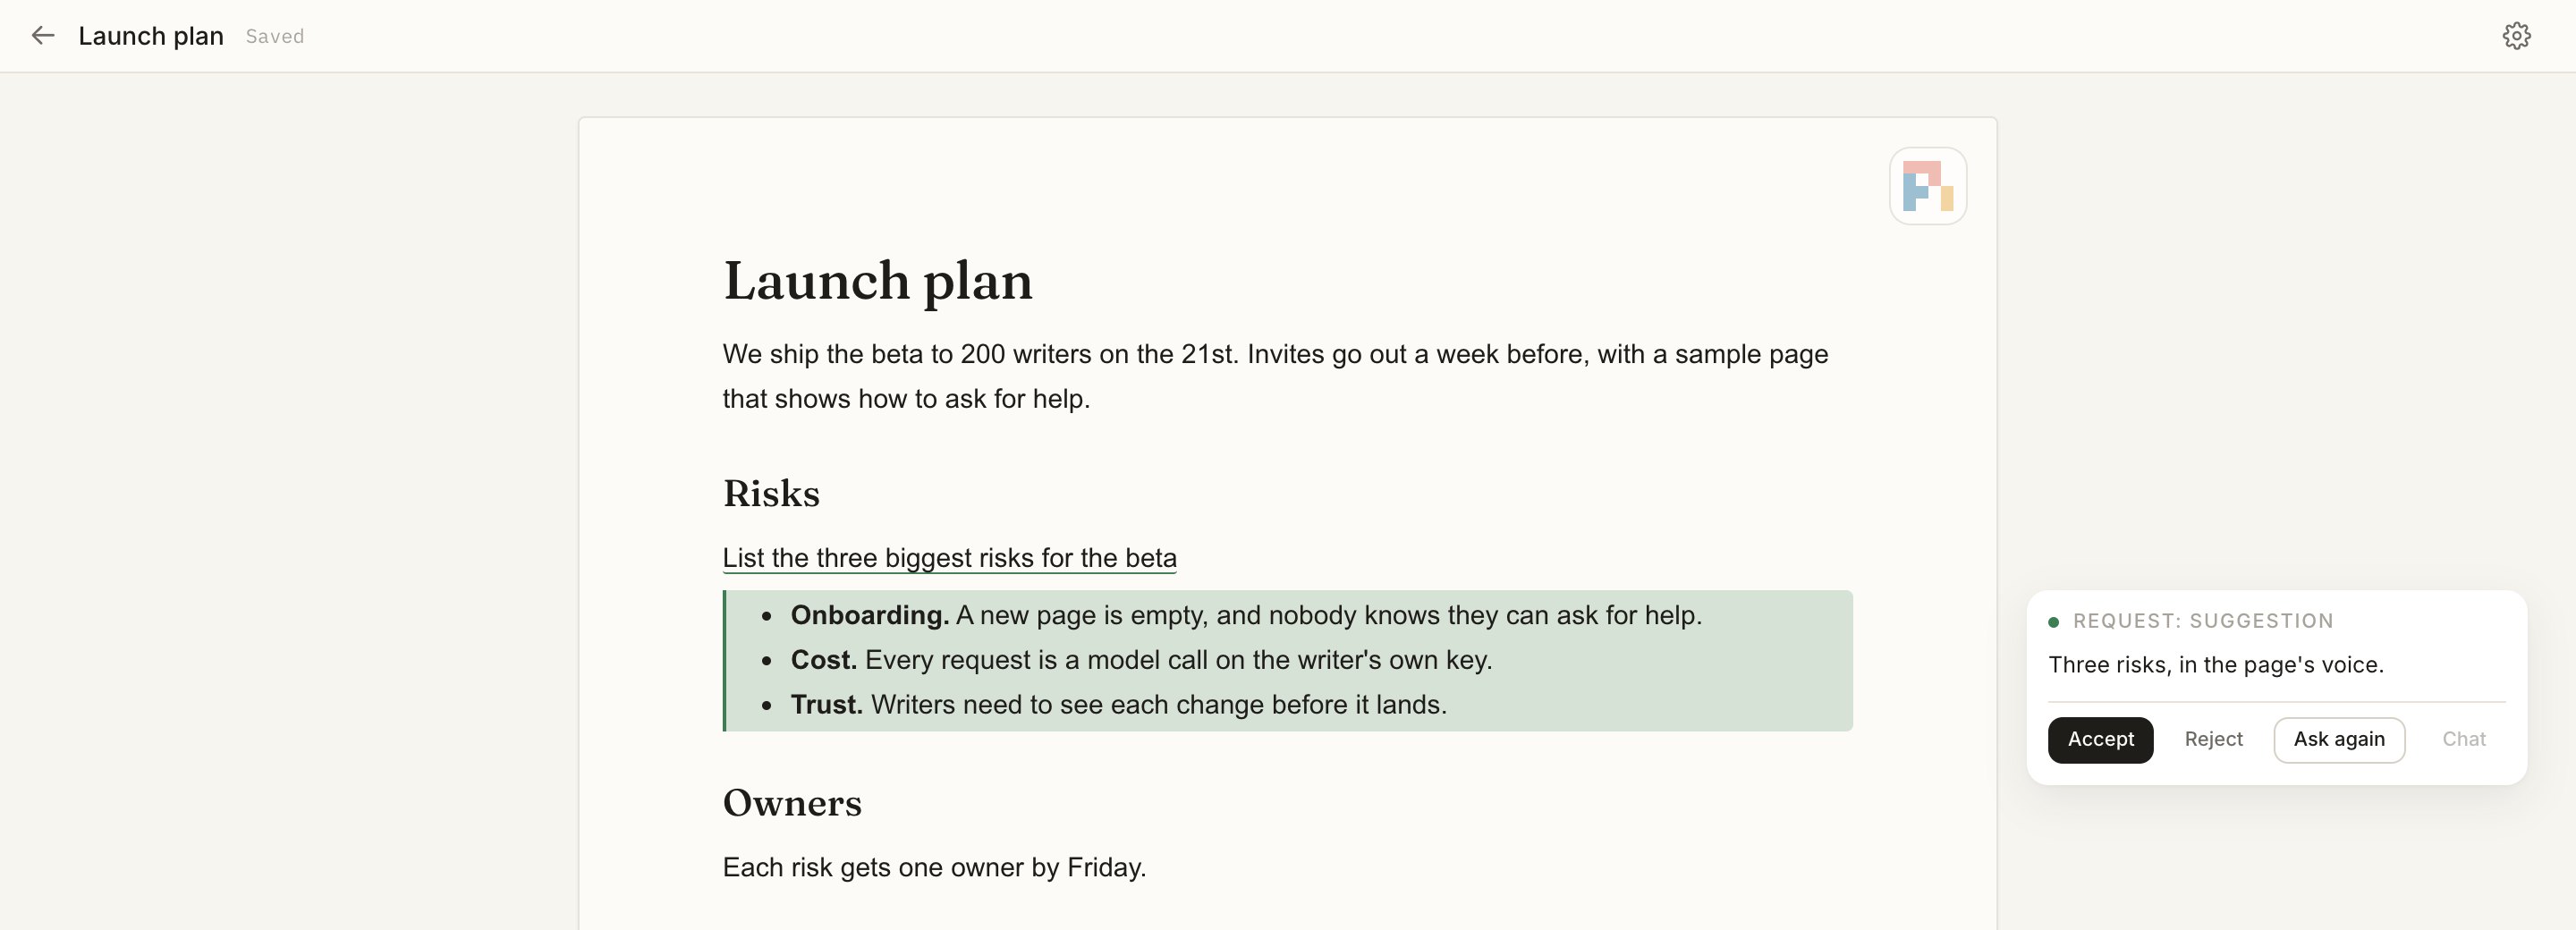 Launch plan Saved
Launch plan
We ship the beta to 200 writers on the 21st. Invites go out a week before, with a sample page
that shows how to ask for help.
Risks
List the three biggest risks for the beta
• Onboarding. A new page is empty, and nobody knows they can ask for help.
• Cost. Every request is a model call on the writer's own key.
• Trust. Writers need to see each change before it lands.
REQUEST: SUGGESTION
Three risks, in the page's voice.
Accept Reject Ask again Chat
Owners
Each risk gets one owner by Friday.